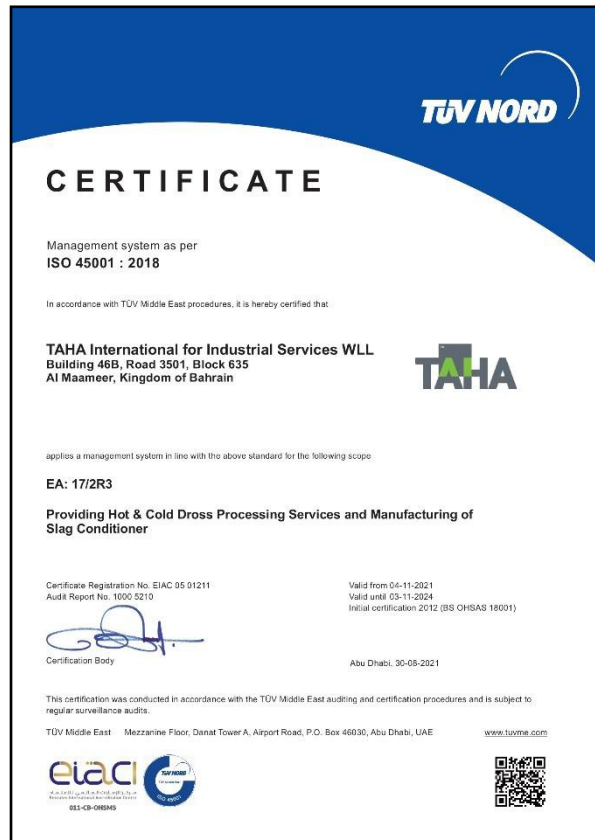 TÜV NORD
CERTIFICATE
Management system as per
ISO 45001 : 2018
In accordance with TÜV Middle East procedures, it is hereby certified that
TAHA International for Industrial Services WLL
Building 46B, Road 3501, Block 635
Al Maameer, Kingdom of Bahrain
TAHA
applies a management system in line with the above standard for the following scope
EA: 17/2R3
Providing Hot & Cold Dross Processing Services and Manufacturing of
Slag Conditioner
Certificate Registration No. EIAC 05 01211
Audit Report No. 1000 5210
Valid from 04-11-2021
Valid until 03-11-2024
Initial certification 2012 (BS OHSAS 18001)
Certification Body
Abu Dhabi, 30-08-2021
This certification was conducted in accordance with the TÜV Middle East auditing and certification procedures and is subject to
regular surveillance audits.
TÜV Middle East Mezzanine Floor, Danat Tower A, Airport Road, P.O. Box 46030, Abu Dhabi, UAE www.tuvme.com
eiac
011-CB-OHSMS
TÜV NORD
ISO 45001